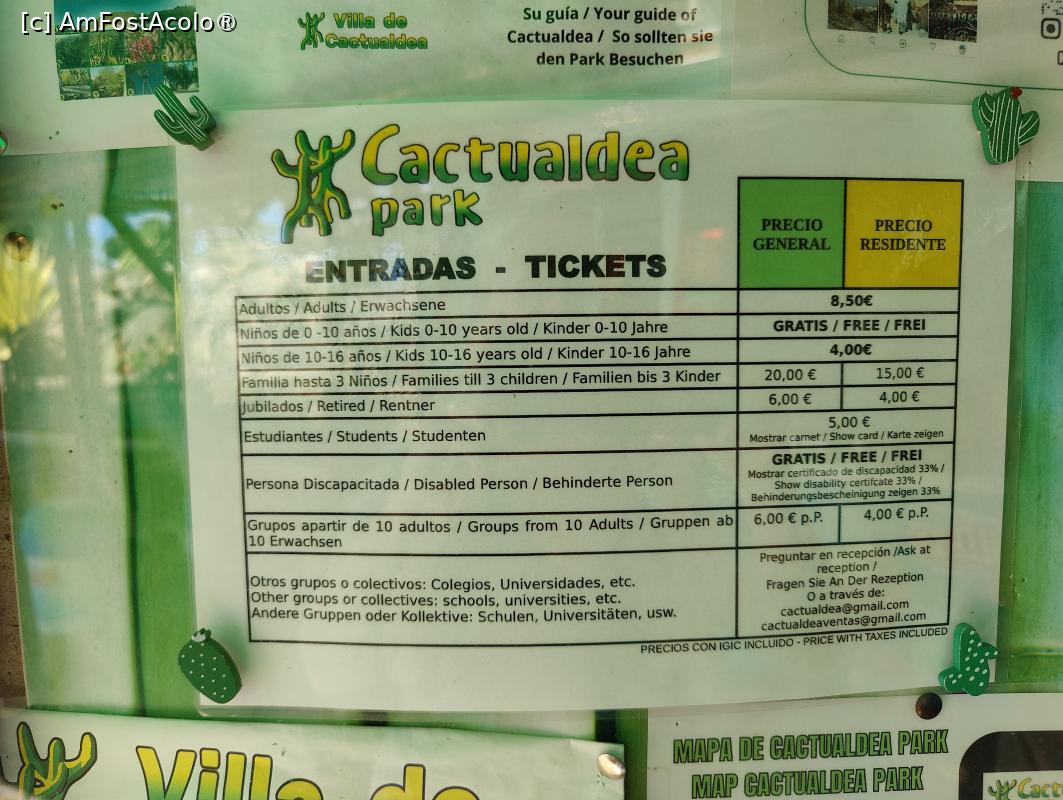 [c] AmFostAcolo®
Villa de
Cactualdea
Su guía / Your guide of
Cactualdea / So sollten sie
den Park Besuchen
Cactualdea
park
ENTRADAS - TICKETS
PRECIO
GENERAL
PRECIO
RESIDENTE
Adultos / Adults / Erwachsene 8,50€
Niños de 0 -10 años / Kids 0-10 years old / Kinder 0-10 Jahre GRATIS / FREE / FREI
Niños de 10-16 años / Kids 10-16 years old / Kinder 10-16 Jahre 4,00€
Familia hasta 3 Niños / Families till 3 children / Familien bis 3 Kinder 20,00 € 15,00 €
Jubilados / Retired / Rentner 6,00 € 4,00 €
Estudiantes / Students / Studenten
5,00 €
Mostrar carnet / Show card / Karte zeigen
Persona Discapacitada / Disabled Person / Behinderte Person
GRATIS / FREE / FREI
Mostrar certificado de discapacidad 33% /
Show disability certifcate 33% /
Behinderungsbescheinigung zeigen 33%
Grupos apartir de 10 adultos / Groups from 10 Adults / Gruppen ab
10 Erwachsen
6,00 € p.P. 4,00 € p.P.
Otros grupos o colectivos: Colegios, Universidades, etc.
Other groups or collectives: schools, universities, etc.
Andere Gruppen oder Kollektive: Schulen, Universitäten, usw.
Preguntar en recepción /Ask at
reception /
Fragen Sie An Der Rezeption
O a través de:
cactualdea@gmail.com
cactualdeaventas@gmail.com
PRECIOS CON IGIC INCLUIDO - PRICE WITH TAXES INCLUDED
Villa de
MAPA DE CACTUALDEA PARK
MAP CACTUALDEA PARK
Cact